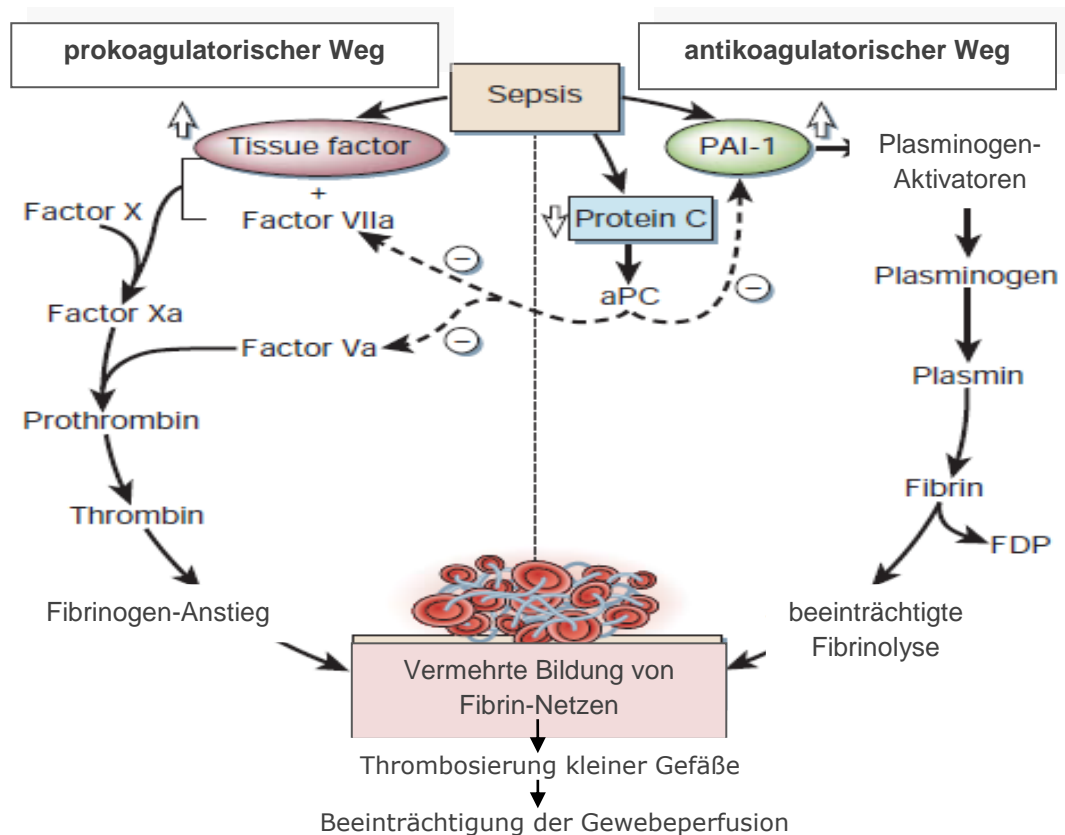 prokoagulatorischer Weg
antikoagulatorischer Weg
Sepsis
Tissue factor
PAI-1
Plasminogen-
Aktivatoren
+
Factor X
Factor VIIa
Protein C
−
−
−
aPC
Plasminogen
Factor Xa
Factor Va
Plasmin
Prothrombin
Thrombin
Fibrin
FDP
Fibrinogen-Anstieg
beeinträchtigte
Fibrinolyse
Vermehrte Bildung von
Fibrin-Netzen
Thrombosierung kleiner Gefäße
Beeinträchtigung der Gewebeperfusion